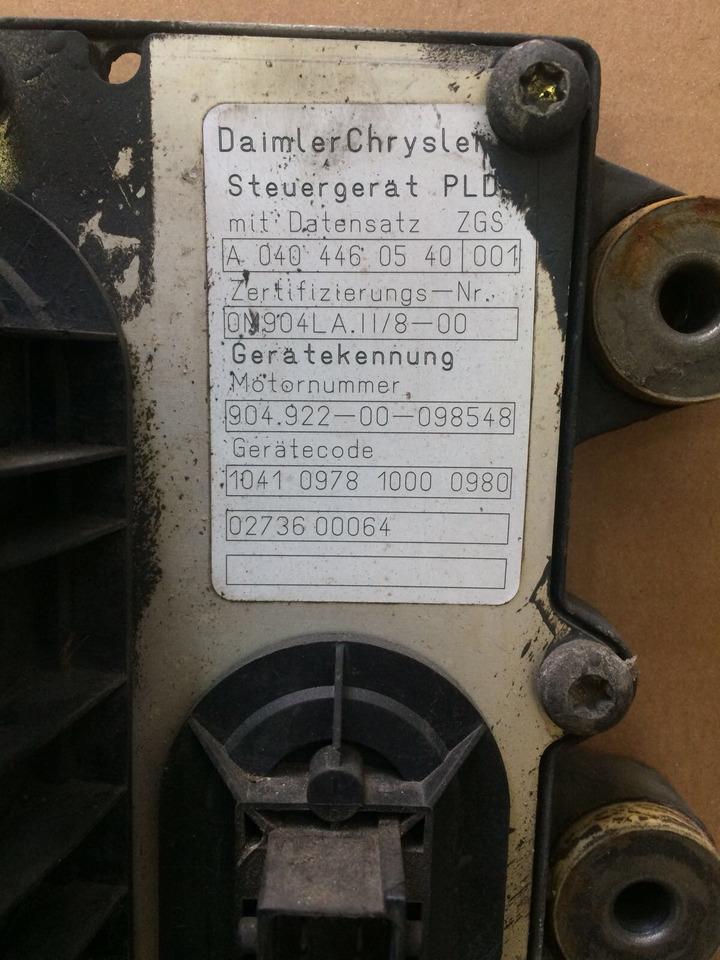 DaimlerChrysler
Steuergerät PLD
mit Datensatz ZGS
A 040 446 05 40 001
Zertifizierungs-Nr.
0M904LA.II/8-00
Gerätekennung
Motornummer
904.922-00-098548
Gerätecode
1041 0978 1000 0980
02736 00064